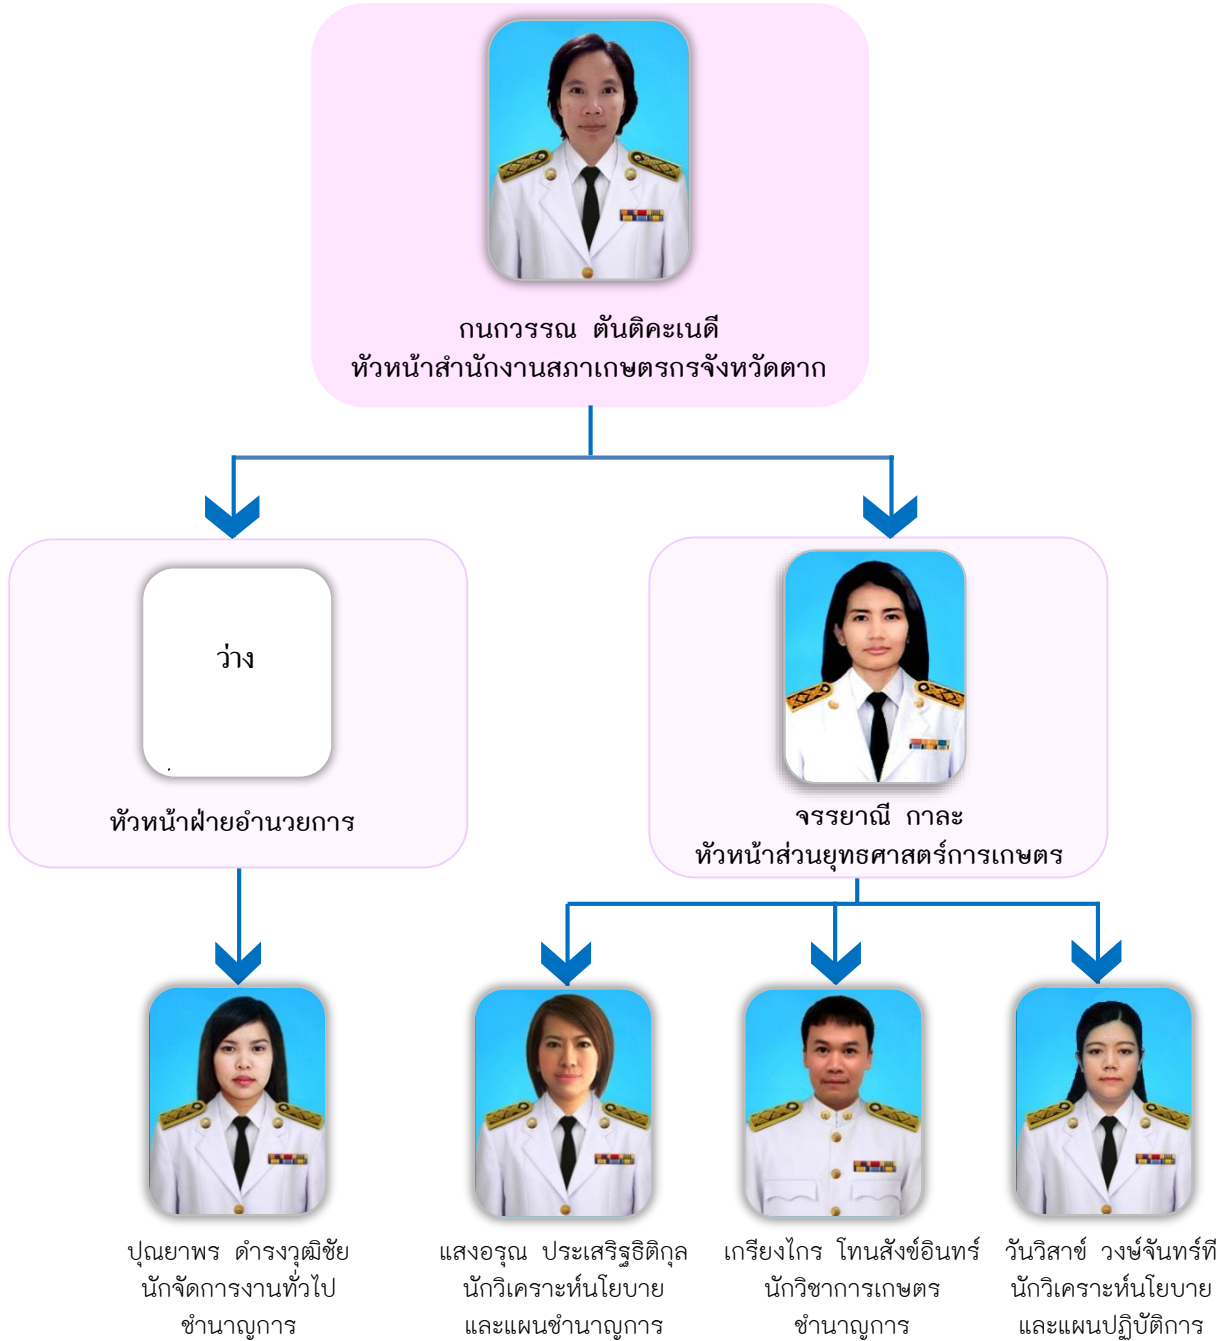 กนกวรรณ ตันติคะเนดี
หัวหน้าสำนักงานสภาเกษตรกรจังหวัดตาก
ว่าง
หัวหน้าฝ่ายอำนวยการ
จรรยาณี กาละ
หัวหน้าส่วนยุทธศาสตร์การเกษตร
ปุณยาพร ดำรงวุฒิชัย
นักจัดการงานทั่วไป
ชำนาญการ
แสงอรุณ ประเสริฐธิติกุล
นักวิเคราะห์นโยบาย
และแผนชำนาญการ
เกรียงไกร โทนสังข์อินทร์
นักวิชาการเกษตร
ชำนาญการ
วันวิสาข์ วงษ์จันทร์ที
นักวิเคราะห์นโยบาย
และแผนปฏิบัติการ